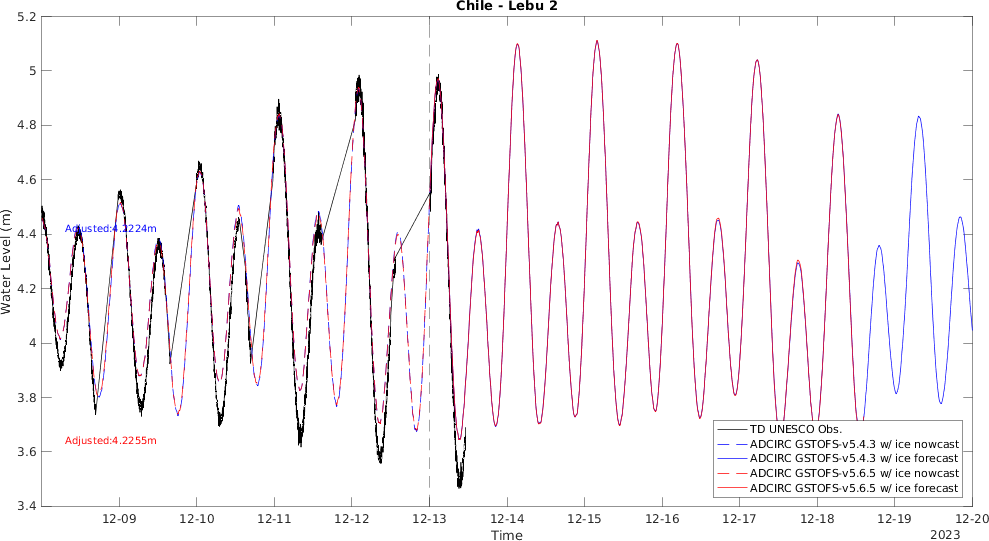 Chile - Lebu 2
Water Level (m)
5.2
5
4.8
4.6
4.4
4.2
4
3.8
3.6
3.4
Adjusted:4.2224m
Adjusted:4.2255m
TD UNESCO Obs.
ADCIRC GSTOFS-v5.4.3 w/ ice nowcast
ADCIRC GSTOFS-v5.4.3 w/ ice forecast
ADCIRC GSTOFS-v5.6.5 w/ ice nowcast
ADCIRC GSTOFS-v5.6.5 w/ ice forecast
12-09 12-10 12-11 12-12 12-13 12-14 12-15 12-16 12-17 12-18 12-19 12-20
Time
2023